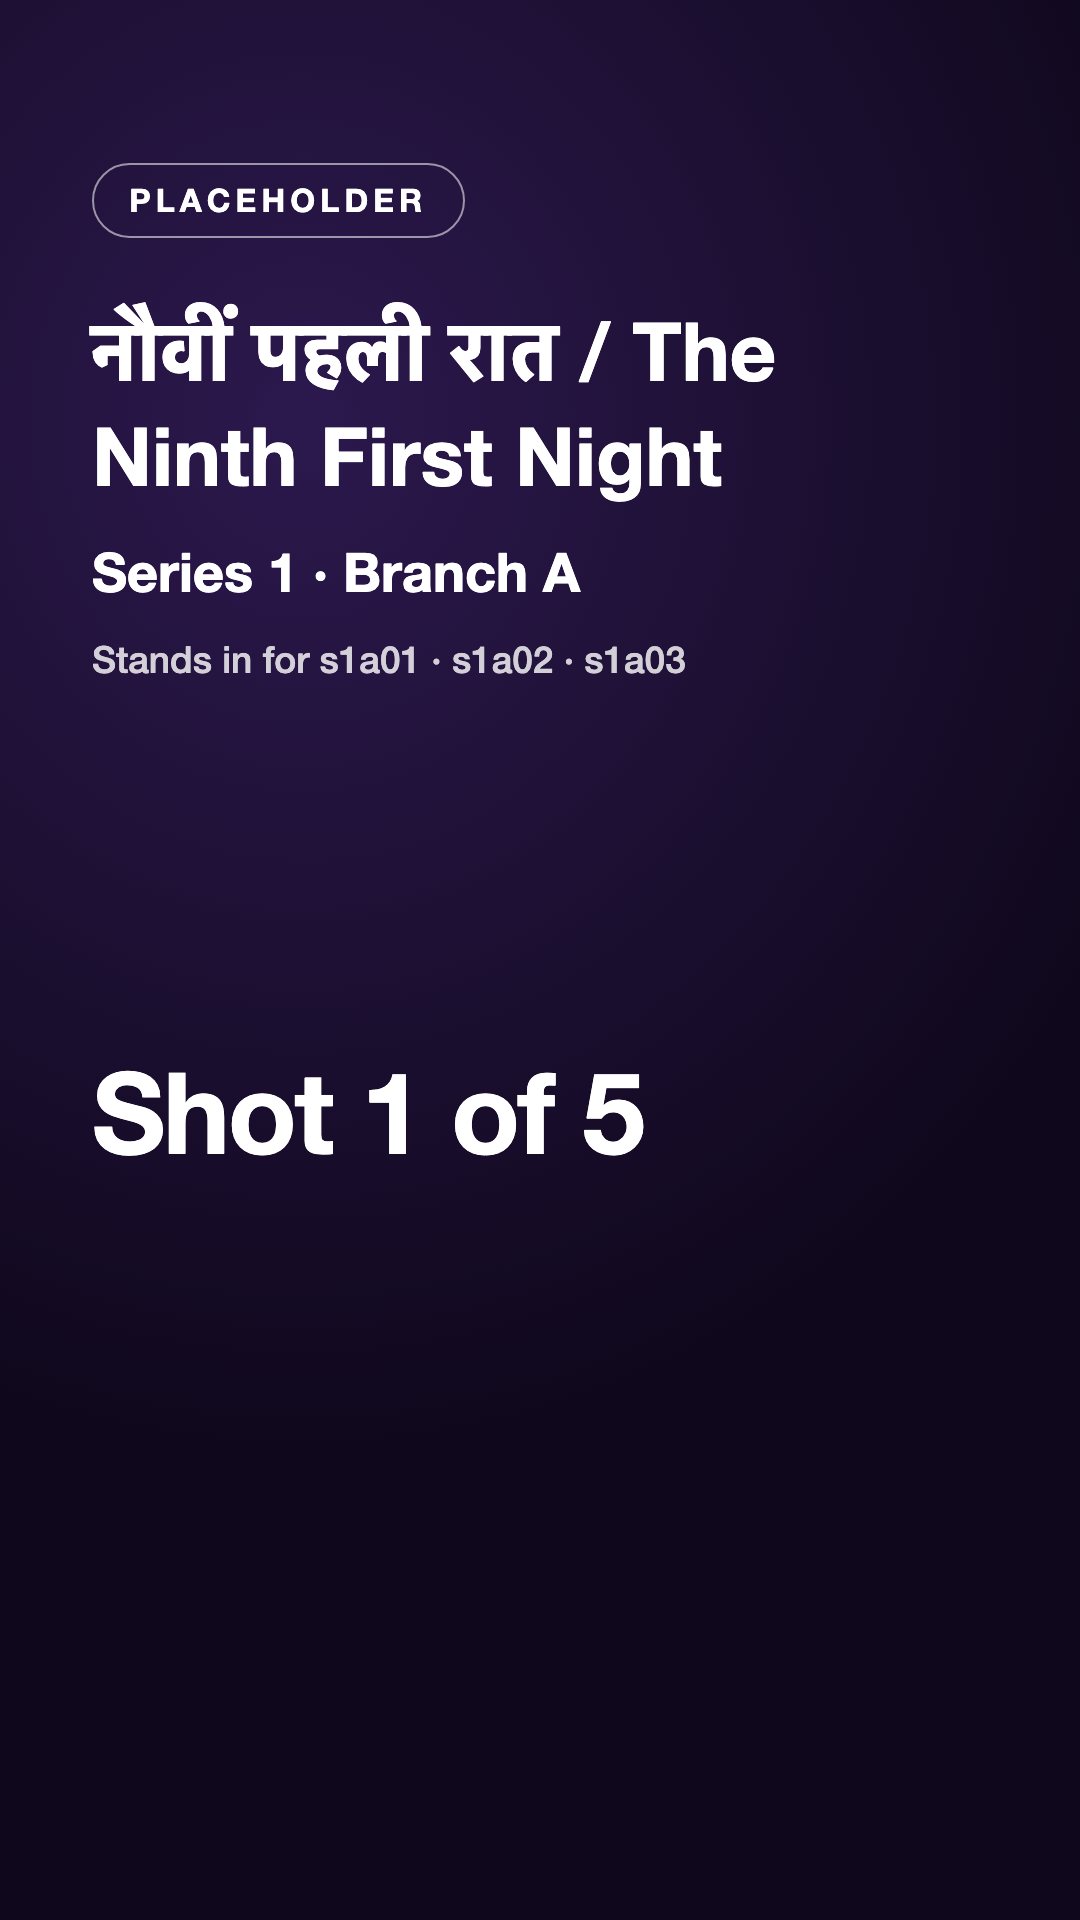 PLACEHOLDER
नौवीं पहली रात / The
Ninth First Night
Series 1 · Branch A
Stands in for s1a01 · s1a02 · s1a03
Shot 1 of 5